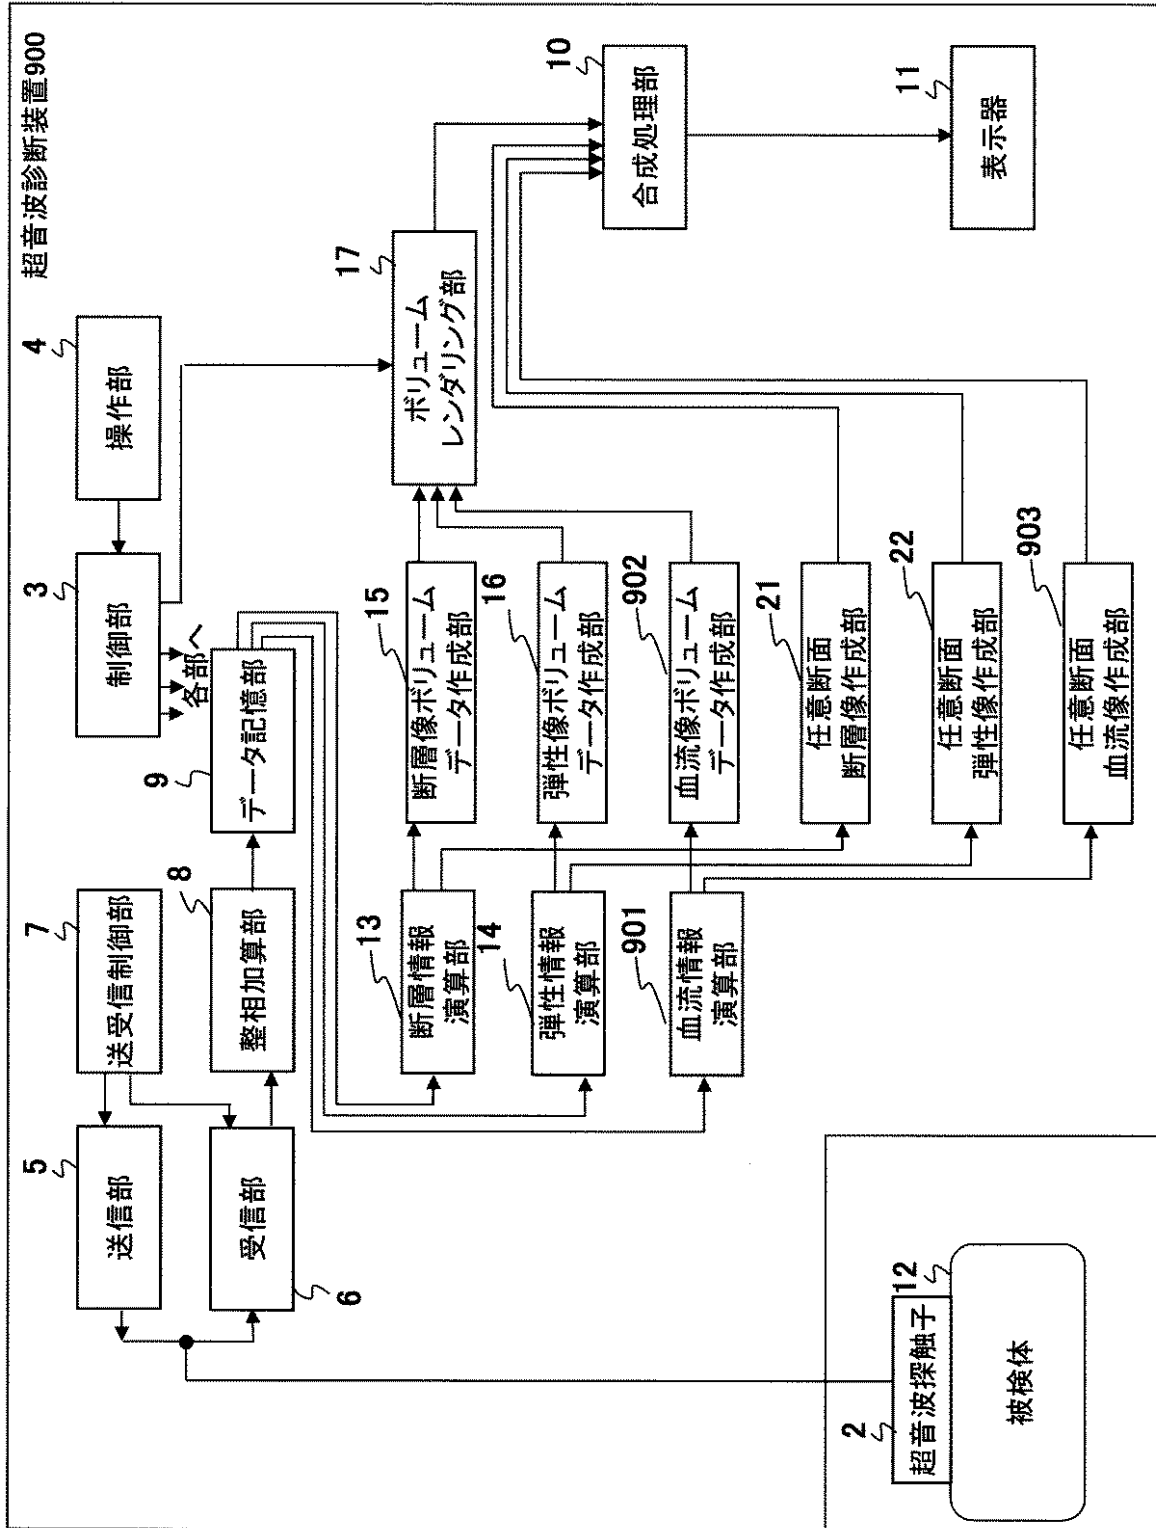 超音波診断装置900
5
送信部
7
送受信制御部
3
制御部
4
操作部
各部へ
受信部
6
8
整相加算部
9
データ記憶部
13
断層情報
演算部
15
断層像ボリューム
データ作成部
17
ボリューム
レンダリング部
14
弾性情報
演算部
16
弾性像ボリューム
データ作成部
10
合成処理部
901
血流情報
演算部
902
血流像ボリューム
データ作成部
21
任意断面
断層像作成部
2
超音波探触子
12
被検体
22
任意断面
弾性像作成部
11
表示器
903
任意断面
血流像作成部